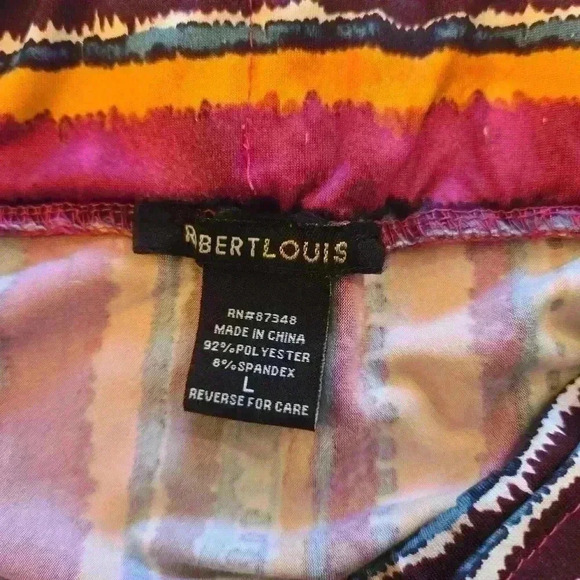 RBERTLOUIS
RN#87348
MADE IN CHINA
92%POLYESTER
8%SPANDEX
L
REVERSE FOR CARE